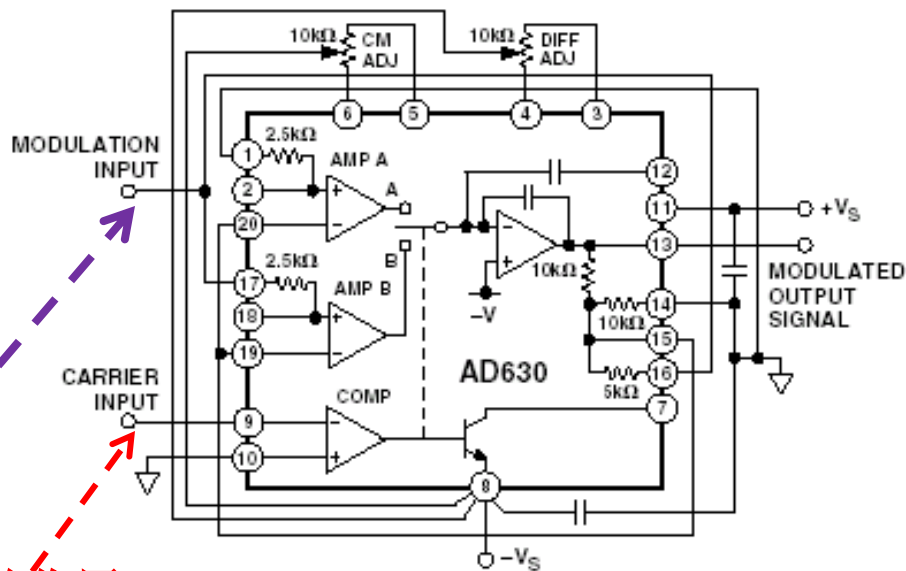 10kΩ
CM
ADJ
10kΩ
DIFF
ADJ
6
5
4
3
MODULATION
INPUT
1
2.5kΩ
AMP A
A
2
20
12
11
+VS
13
17
2.5kΩ
B
AMP B
18
19
10kΩ
-V
10kΩ
14
15
16
5kΩ
7
MODULATED
OUTPUT
SIGNAL
AD630
CARRIER
INPUT
COMP
9
10
8
-VS
+
−
+
−
−
+
−
+